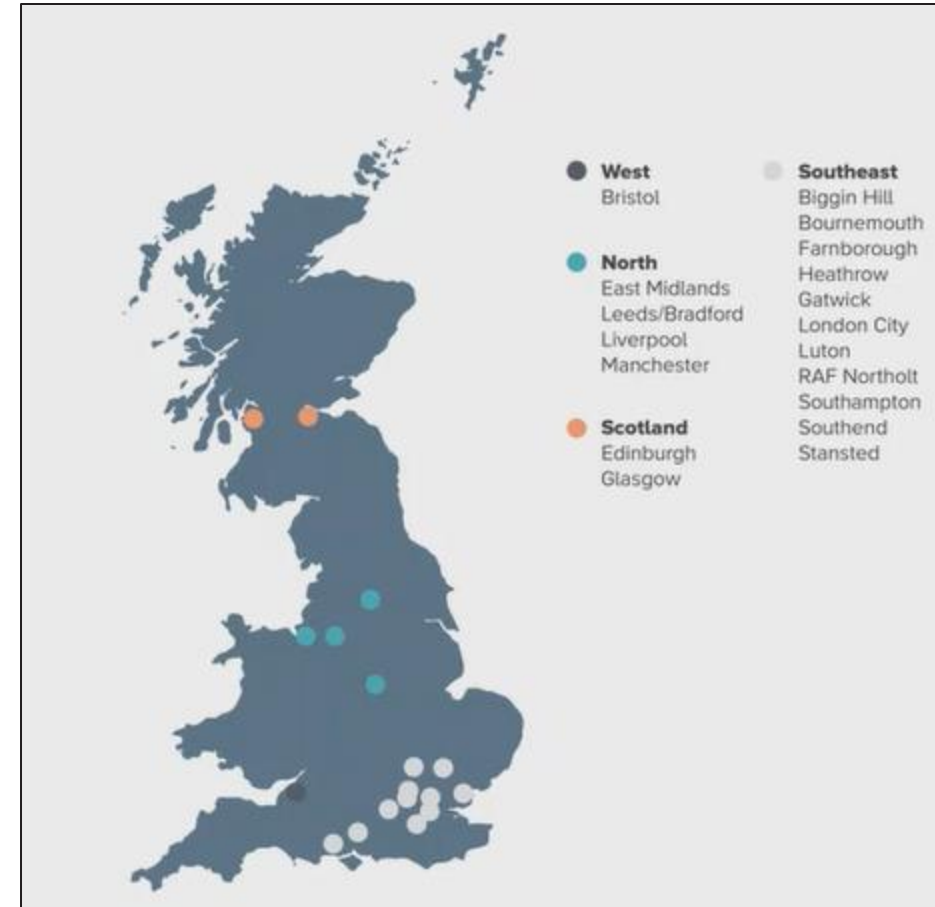 West
Bristol
North
East Midlands
Leeds/Bradford
Liverpool
Manchester
Scotland
Edinburgh
Glasgow
Southeast
Biggin Hill
Bournemouth
Farnborough
Heathrow
Gatwick
London City
Luton
RAF Northolt
Southampton
Southend
Stansted